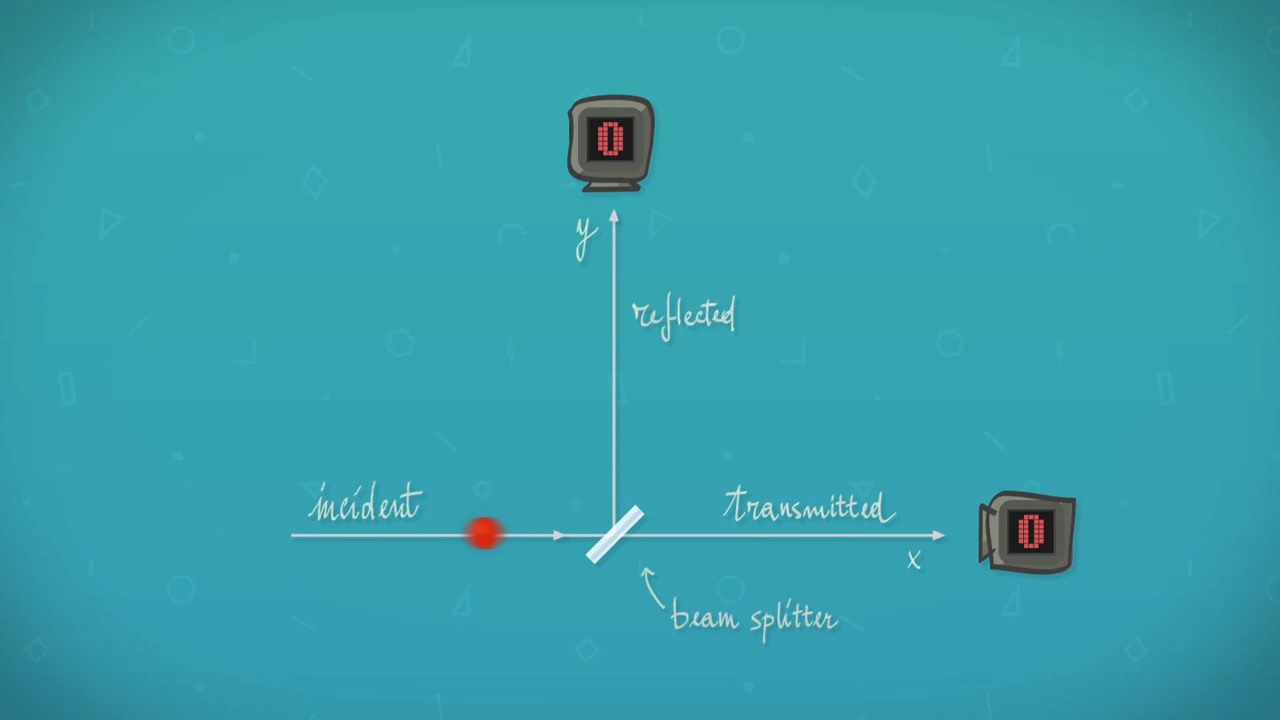 0
y
reflected
incident
transmitted
0
x
beam splitter